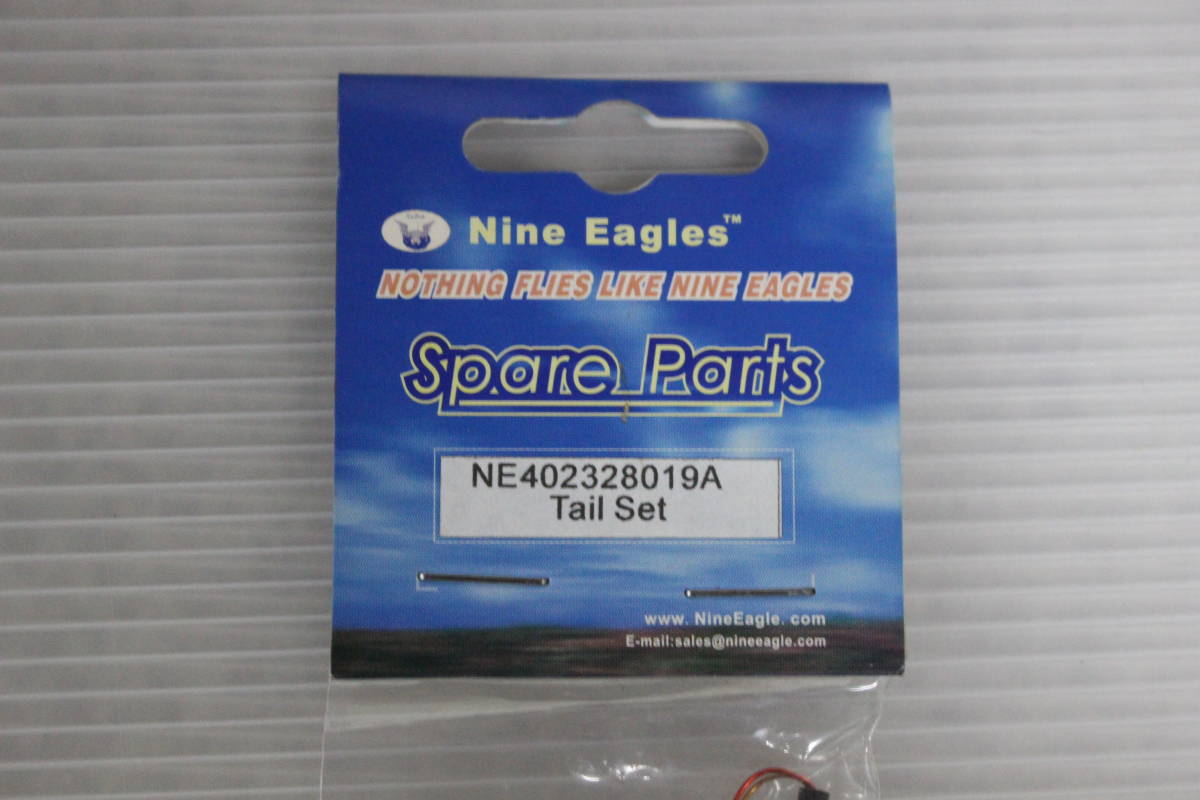 Nine Eagles™
NOTHING FLIES LIKE NINE EAGLES
Spare Parts
NE402328019A
Tail Set
www. NineEagle. com
E-mail:sales@nineeagle.com